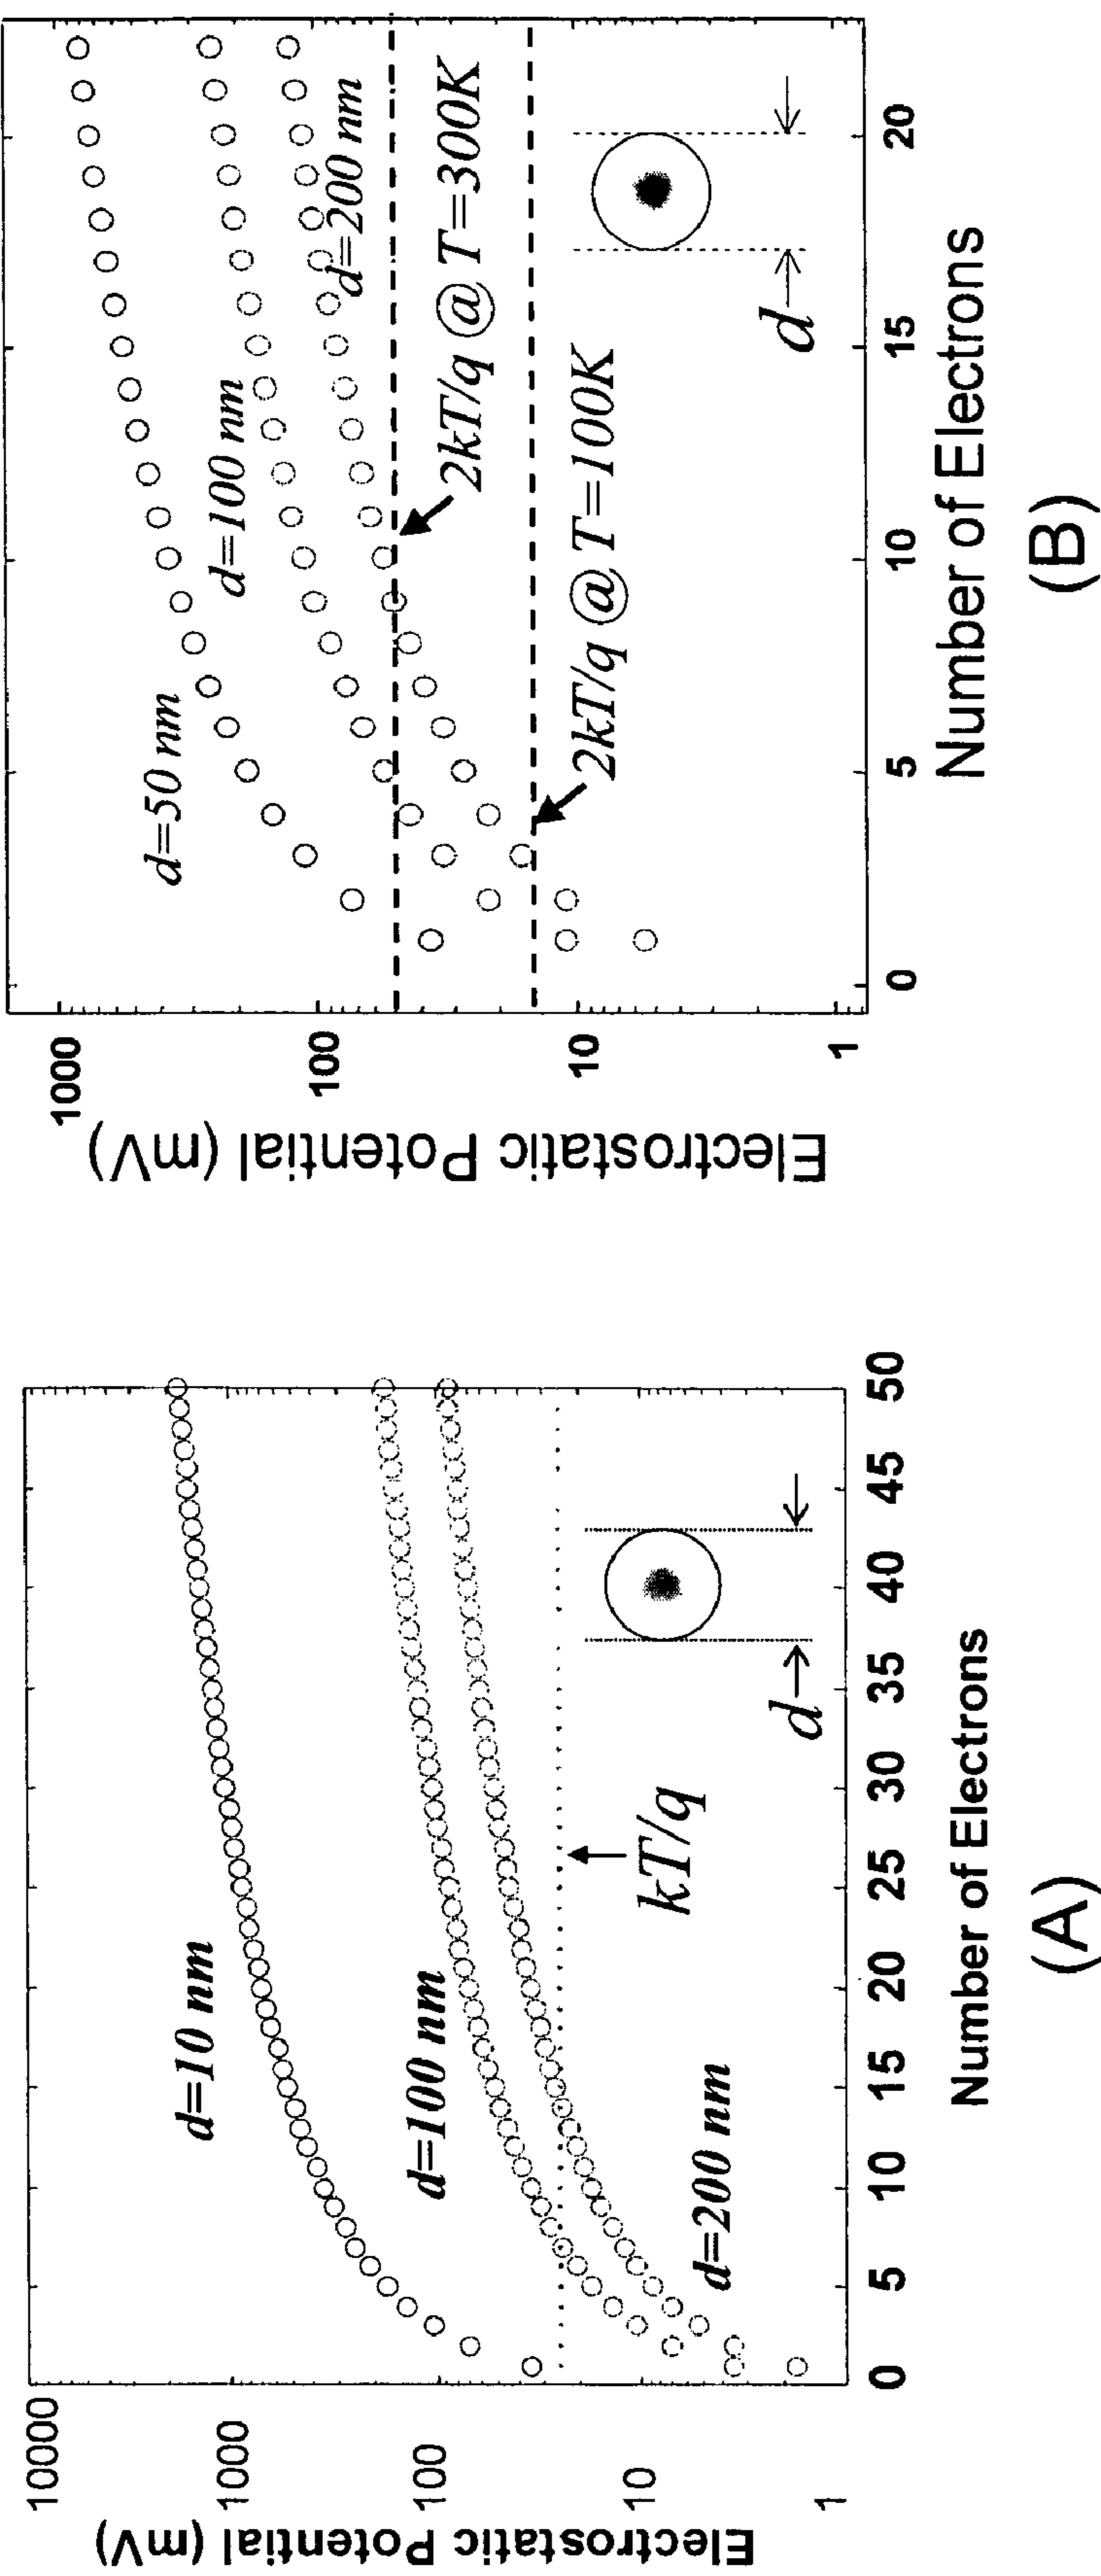 Electrostatic Potential (mV)
10000
1000
100
10
1
d=10 nm
d=100 nm
d=200 nm
kT/q
d
0 5 10 15 20 25 30 35 40 45 50
Number of Electrons
(A)
Electrostatic Potential (mV)
1000
100
10
1
d=50 nm
d=100 nm
d=200 nm
2kT/q @ T=300K
2kT/q @ T=100K
d
0 5 10 15 20
Number of Electrons
(B)